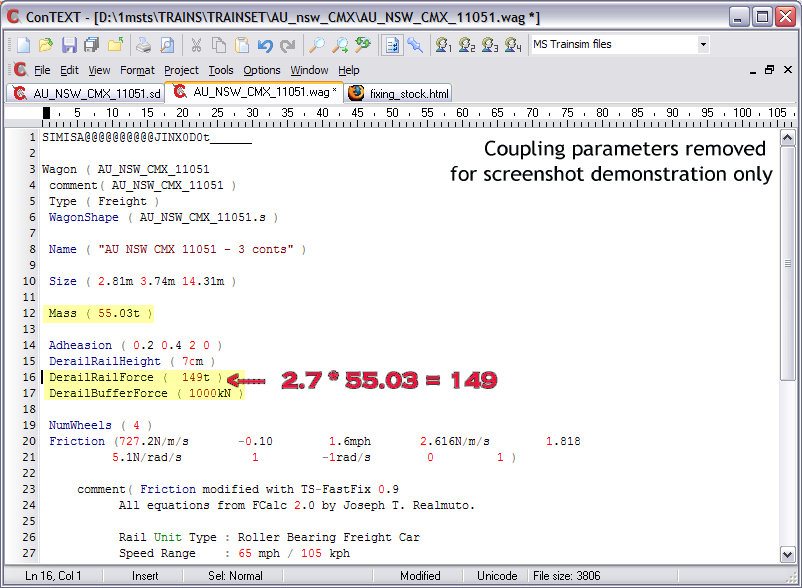 ConTEXT - [D:\1msts\TRAINS\TRAINSET\AU_nsw_CMX\AU_NSW_CMX_11051.wag *]
MS Trainsim files
File Edit View Format Project Tools Options Window Help
AU_NSW_CMX_11051.sd AU_NSW_CMX_11051.wag * fixing_stock.html
5 10 15 20 25 30 35 40 45 50 55 60 65 70 75 80 85 90 95 100 105
1 SIMISA@@@@@@@@@@JINX0D0t______
Coupling parameters removed
for screenshot demonstration only
2
3 Wagon ( AU_NSW_CMX_11051
4 comment( AU_NSW_CMX_11051 )
5 Type ( Freight )
6 WagonShape ( AU_NSW_CMX_11051.s )
7
8 Name ( "AU NSW CMX 11051 - 3 conts" )
9
10 Size ( 2.81m 3.74m 14.31m )
11
12 Mass ( 55.03t )
13
14 Adheasion ( 0.2 0.4 2 0 )
15 DerailRailHeight ( 7cm )
16 DerailRailForce ( 149t ) 2.7 * 55.03 = 149
17 DerailBufferForce ( 1000kN )
18
19 NumWheels ( 4 )
20 Friction (727.2N/m/s -0.10 1.6mph 2.616N/m/s 1.818
21 5.1N/rad/s 1 -1rad/s 0 1 )
22
23 comment( Friction modified with TS-FastFix 0.9
24 All equations from FCalc 2.0 by Joseph T. Realmuto.
25
26 Rail Unit Type : Roller Bearing Freight Car
27 Speed Range : 65 mph / 105 kph
Ln 16, Col 1 Insert Sel: Normal Modified Unicode File size: 3806